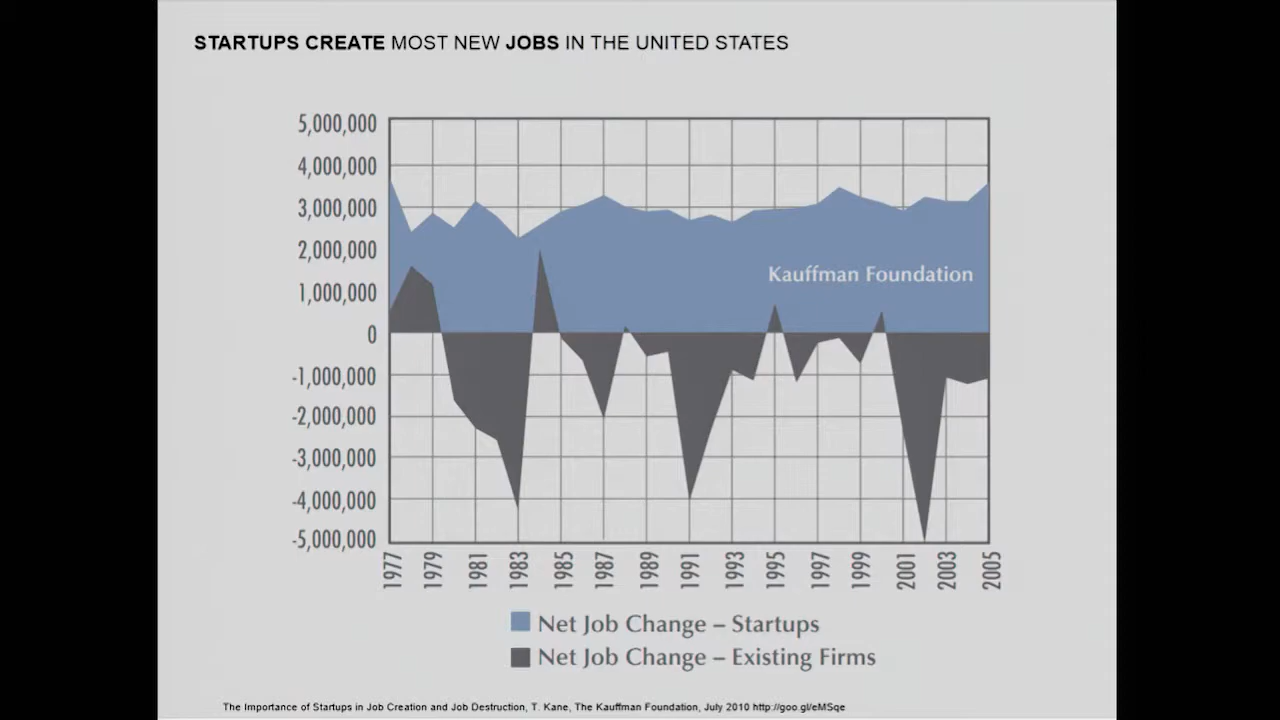 STARTUPS CREATE MOST NEW JOBS IN THE UNITED STATES
5,000,000
4,000,000
3,000,000
2,000,000
1,000,000
0
-1,000,000
-2,000,000
-3,000,000
-4,000,000
-5,000,000
Kauffman Foundation
1977 1979 1981 1983 1985 1987 1989 1991 1993 1995 1997 1999 2001 2003 2005
Net Job Change – Startups
Net Job Change – Existing Firms
The Importance of Startups in Job Creation and Job Destruction, T. Kane, The Kauffman Foundation, July 2010 http://goo.gl/eMSqe